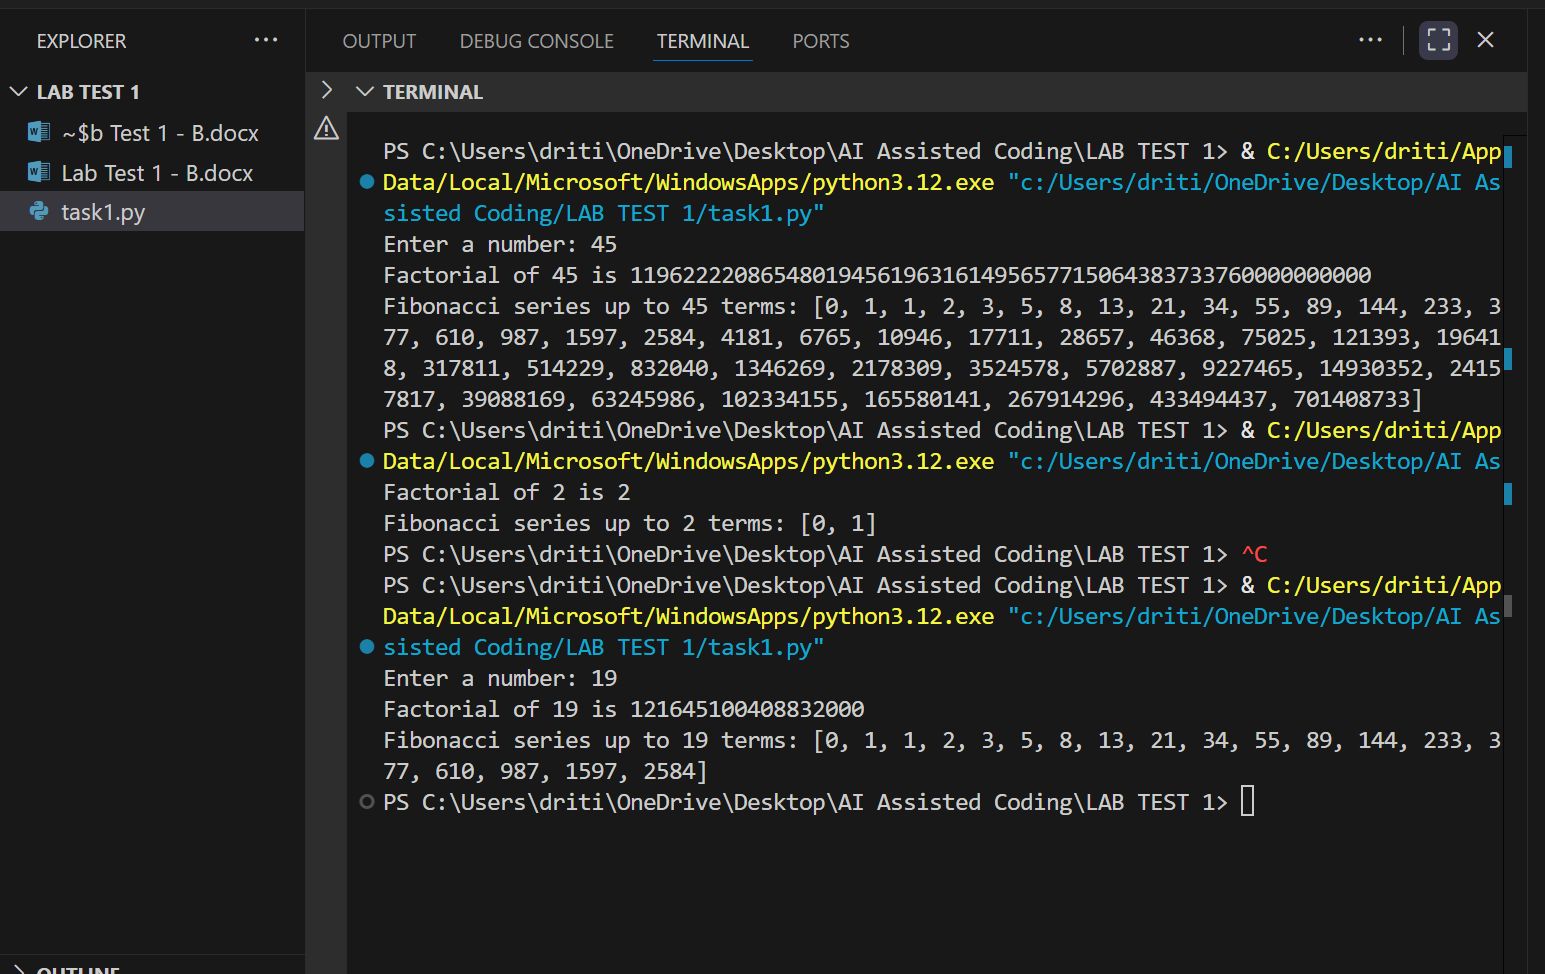 EXPLORER
OUTPUT DEBUG CONSOLE TERMINAL PORTS
LAB TEST 1
~$b Test 1 - B.docx
Lab Test 1 - B.docx
task1.py
TERMINAL
PS C:\Users\driti\OneDrive\Desktop\AI Assisted Coding\LAB TEST 1> & C:/Users/driti/App
Data/Local/Microsoft/WindowsApps/python3.12.exe "c:/Users/driti/OneDrive/Desktop/AI As
sisted Coding/LAB TEST 1/task1.py"
Enter a number: 45
Factorial of 45 is 119622220865480194561963161495657715064383733760000000000
Fibonacci series up to 45 terms: [0, 1, 1, 2, 3, 5, 8, 13, 21, 34, 55, 89, 144, 233, 3
77, 610, 987, 1597, 2584, 4181, 6765, 10946, 17711, 28657, 46368, 75025, 121393, 19641
8, 317811, 514229, 832040, 1346269, 2178309, 3524578, 5702887, 9227465, 14930352, 2415
7817, 39088169, 63245986, 102334155, 165580141, 267914296, 433494437, 701408733]
PS C:\Users\driti\OneDrive\Desktop\AI Assisted Coding\LAB TEST 1> & C:/Users/driti/App
Data/Local/Microsoft/WindowsApps/python3.12.exe "c:/Users/driti/OneDrive/Desktop/AI As
Factorial of 2 is 2
Fibonacci series up to 2 terms: [0, 1]
PS C:\Users\driti\OneDrive\Desktop\AI Assisted Coding\LAB TEST 1> ^C
PS C:\Users\driti\OneDrive\Desktop\AI Assisted Coding\LAB TEST 1> & C:/Users/driti/App
Data/Local/Microsoft/WindowsApps/python3.12.exe "c:/Users/driti/OneDrive/Desktop/AI As
sisted Coding/LAB TEST 1/task1.py"
Enter a number: 19
Factorial of 19 is 121645100408832000
Fibonacci series up to 19 terms: [0, 1, 1, 2, 3, 5, 8, 13, 21, 34, 55, 89, 144, 233, 3
77, 610, 987, 1597, 2584]
PS C:\Users\driti\OneDrive\Desktop\AI Assisted Coding\LAB TEST 1>
OUTLINE